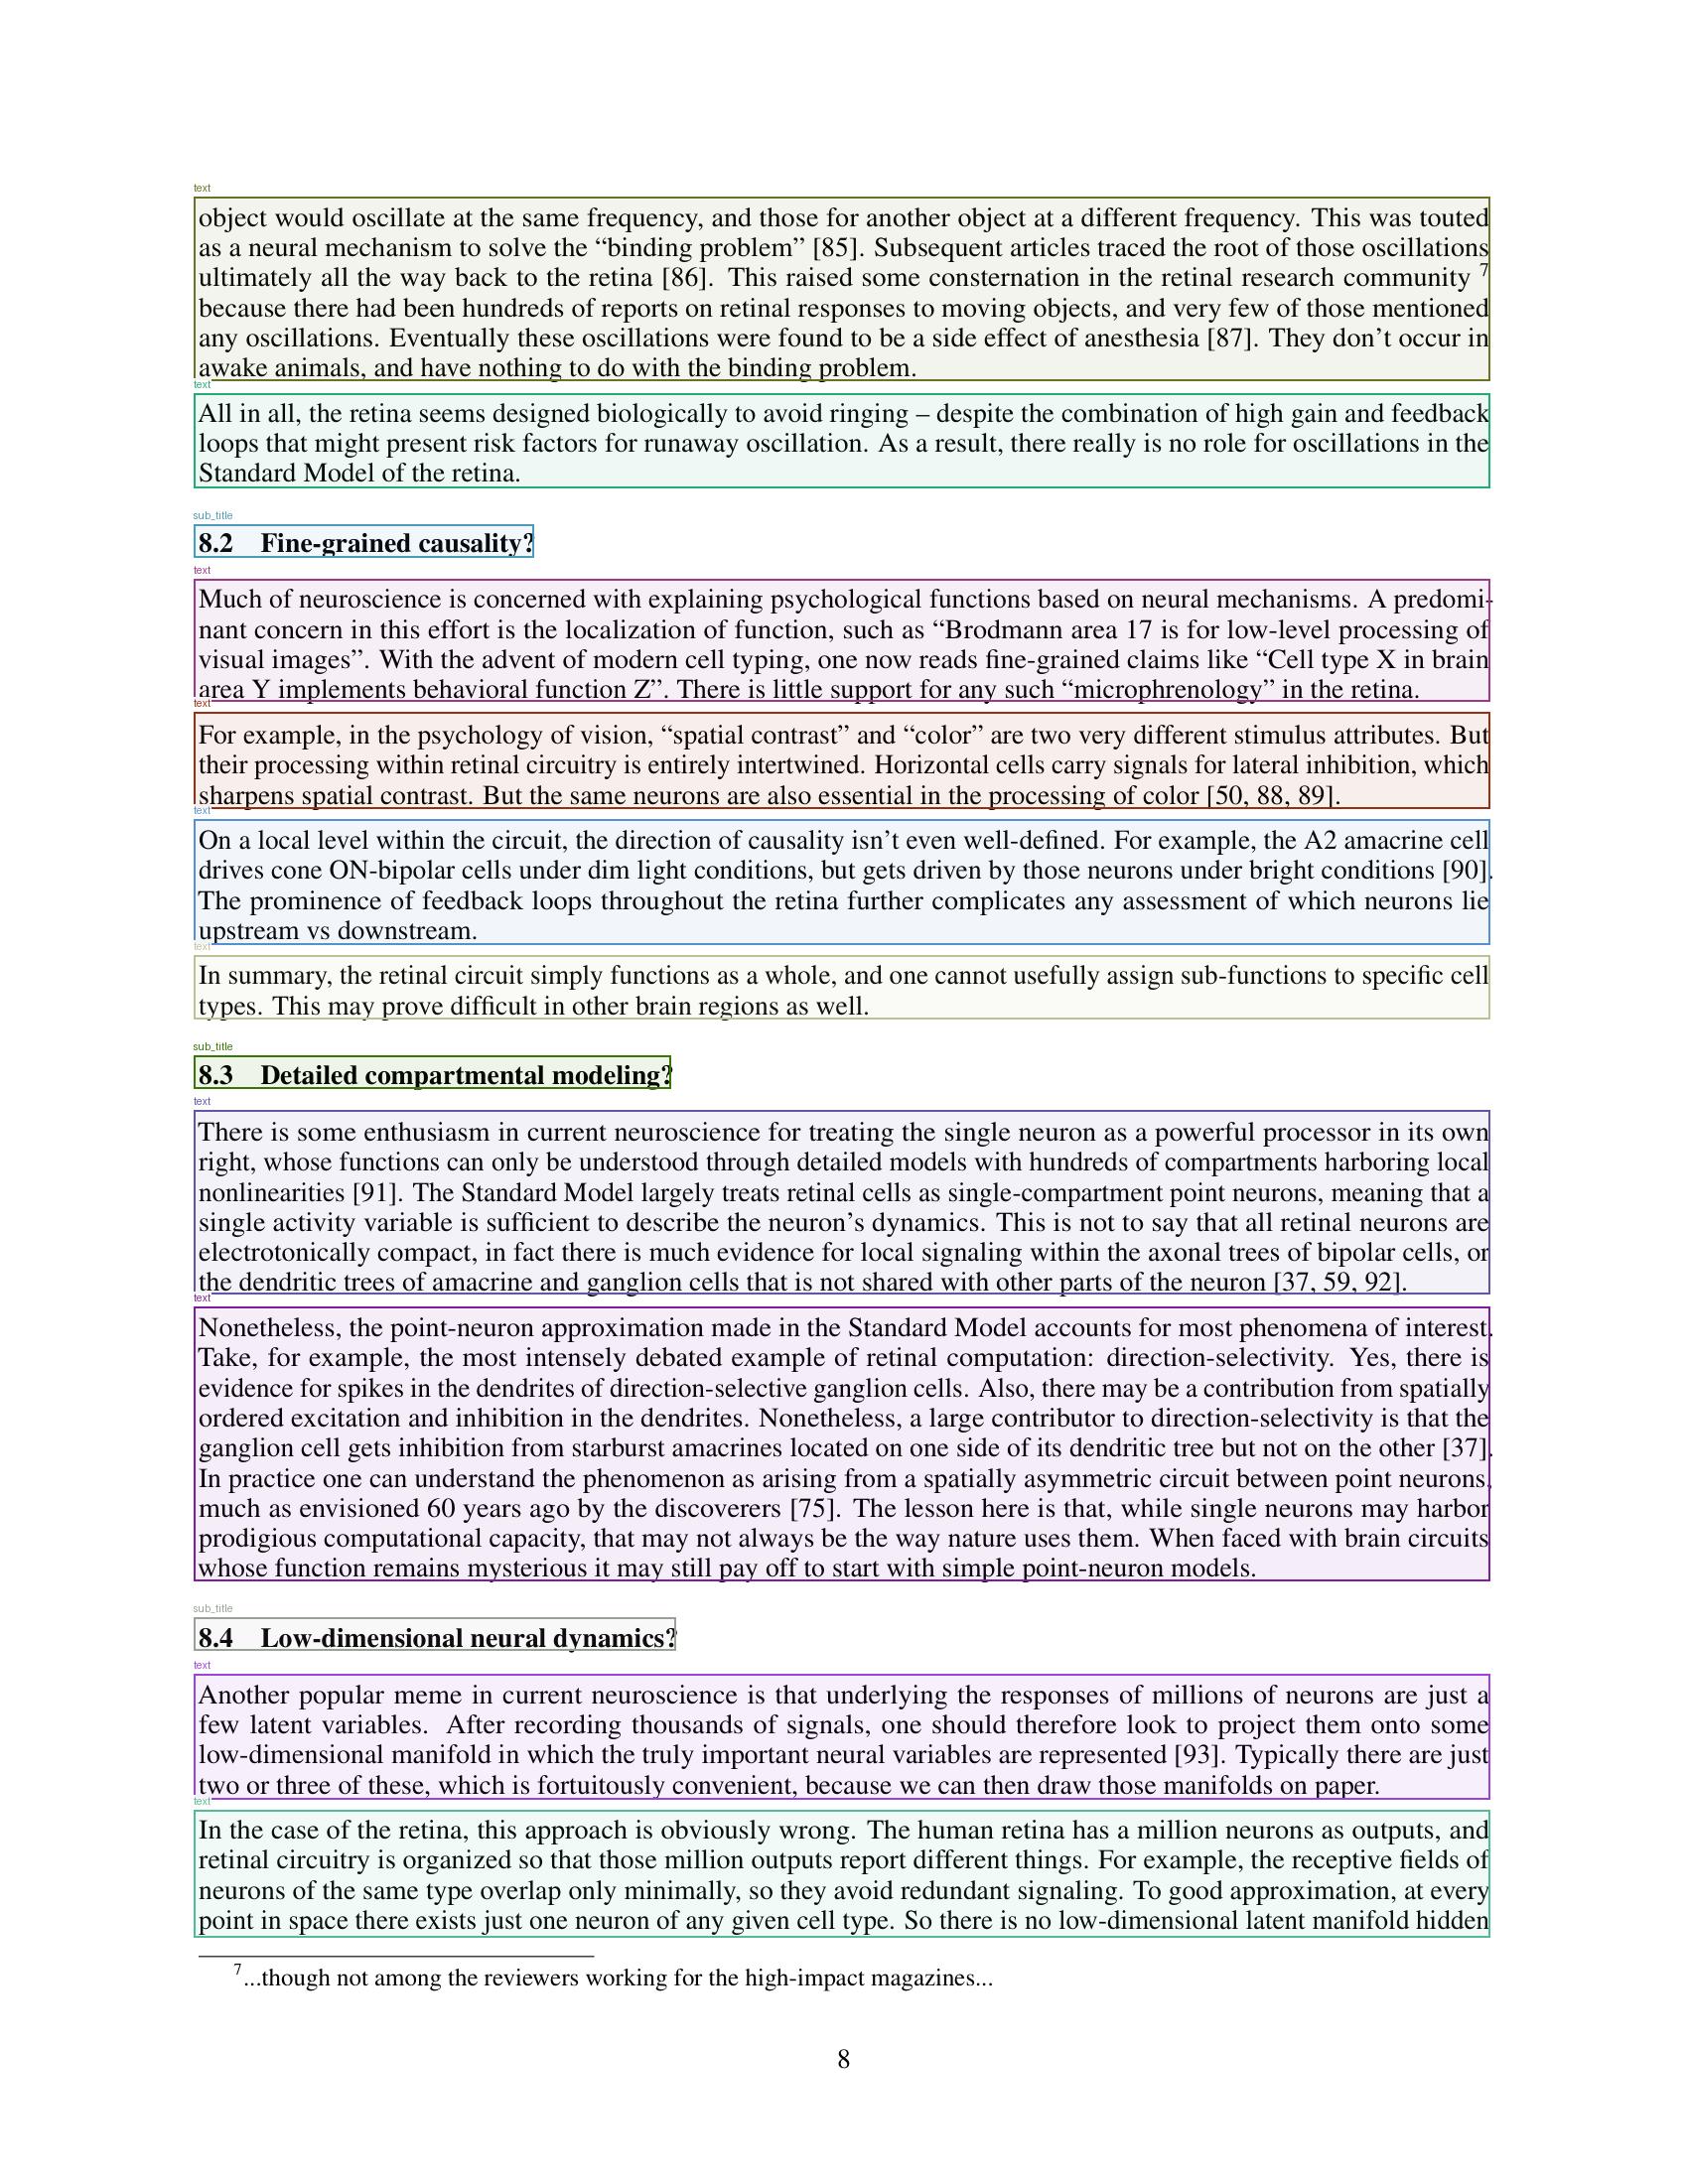 text
object would oscillate at the same frequency, and those for another object at a different frequency. This was touted
as a neural mechanism to solve the “binding problem” [85]. Subsequent articles traced the root of those oscillations
ultimately all the way back to the retina [86]. This raised some consternation in the retinal research community 7
because there had been hundreds of reports on retinal responses to moving objects, and very few of those mentioned
any oscillations. Eventually these oscillations were found to be a side effect of anesthesia [87]. They don’t occur in
awake animals, and have nothing to do with the binding problem.
text
All in all, the retina seems designed biologically to avoid ringing – despite the combination of high gain and feedback
loops that might present risk factors for runaway oscillation. As a result, there really is no role for oscillations in the
Standard Model of the retina.
sub_title
8.2 Fine-grained causality?
text
Much of neuroscience is concerned with explaining psychological functions based on neural mechanisms. A predomi-
nant concern in this effort is the localization of function, such as “Brodmann area 17 is for low-level processing of
visual images”. With the advent of modern cell typing, one now reads fine-grained claims like “Cell type X in brain
area Y implements behavioral function Z”. There is little support for any such “microphrenology” in the retina.
text
For example, in the psychology of vision, “spatial contrast” and “color” are two very different stimulus attributes. But
their processing within retinal circuitry is entirely intertwined. Horizontal cells carry signals for lateral inhibition, which
sharpens spatial contrast. But the same neurons are also essential in the processing of color [50, 88, 89].
text
On a local level within the circuit, the direction of causality isn’t even well-defined. For example, the A2 amacrine cell
drives cone ON-bipolar cells under dim light conditions, but gets driven by those neurons under bright conditions [90].
The prominence of feedback loops throughout the retina further complicates any assessment of which neurons lie
upstream vs downstream.
text
In summary, the retinal circuit simply functions as a whole, and one cannot usefully assign sub-functions to specific cell
types. This may prove difficult in other brain regions as well.
sub_title
8.3 Detailed compartmental modeling?
text
There is some enthusiasm in current neuroscience for treating the single neuron as a powerful processor in its own
right, whose functions can only be understood through detailed models with hundreds of compartments harboring local
nonlinearities [91]. The Standard Model largely treats retinal cells as single-compartment point neurons, meaning that a
single activity variable is sufficient to describe the neuron’s dynamics. This is not to say that all retinal neurons are
electrotonically compact, in fact there is much evidence for local signaling within the axonal trees of bipolar cells, or
the dendritic trees of amacrine and ganglion cells that is not shared with other parts of the neuron [37, 59, 92].
text
Nonetheless, the point-neuron approximation made in the Standard Model accounts for most phenomena of interest.
Take, for example, the most intensely debated example of retinal computation: direction-selectivity. Yes, there is
evidence for spikes in the dendrites of direction-selective ganglion cells. Also, there may be a contribution from spatially
ordered excitation and inhibition in the dendrites. Nonetheless, a large contributor to direction-selectivity is that the
ganglion cell gets inhibition from starburst amacrines located on one side of its dendritic tree but not on the other [37].
In practice one can understand the phenomenon as arising from a spatially asymmetric circuit between point neurons,
much as envisioned 60 years ago by the discoverers [75]. The lesson here is that, while single neurons may harbor
prodigious computational capacity, that may not always be the way nature uses them. When faced with brain circuits
whose function remains mysterious it may still pay off to start with simple point-neuron models.
sub_title
8.4 Low-dimensional neural dynamics?
text
Another popular meme in current neuroscience is that underlying the responses of millions of neurons are just a
few latent variables. After recording thousands of signals, one should therefore look to project them onto some
low-dimensional manifold in which the truly important neural variables are represented [93]. Typically there are just
two or three of these, which is fortuitously convenient, because we can then draw those manifolds on paper.
text
In the case of the retina, this approach is obviously wrong. The human retina has a million neurons as outputs, and
retinal circuitry is organized so that those million outputs report different things. For example, the receptive fields of
neurons of the same type overlap only minimally, so they avoid redundant signaling. To good approximation, at every
point in space there exists just one neuron of any given cell type. So there is no low-dimensional latent manifold hidden
7...though not among the reviewers working for the high-impact magazines...
8